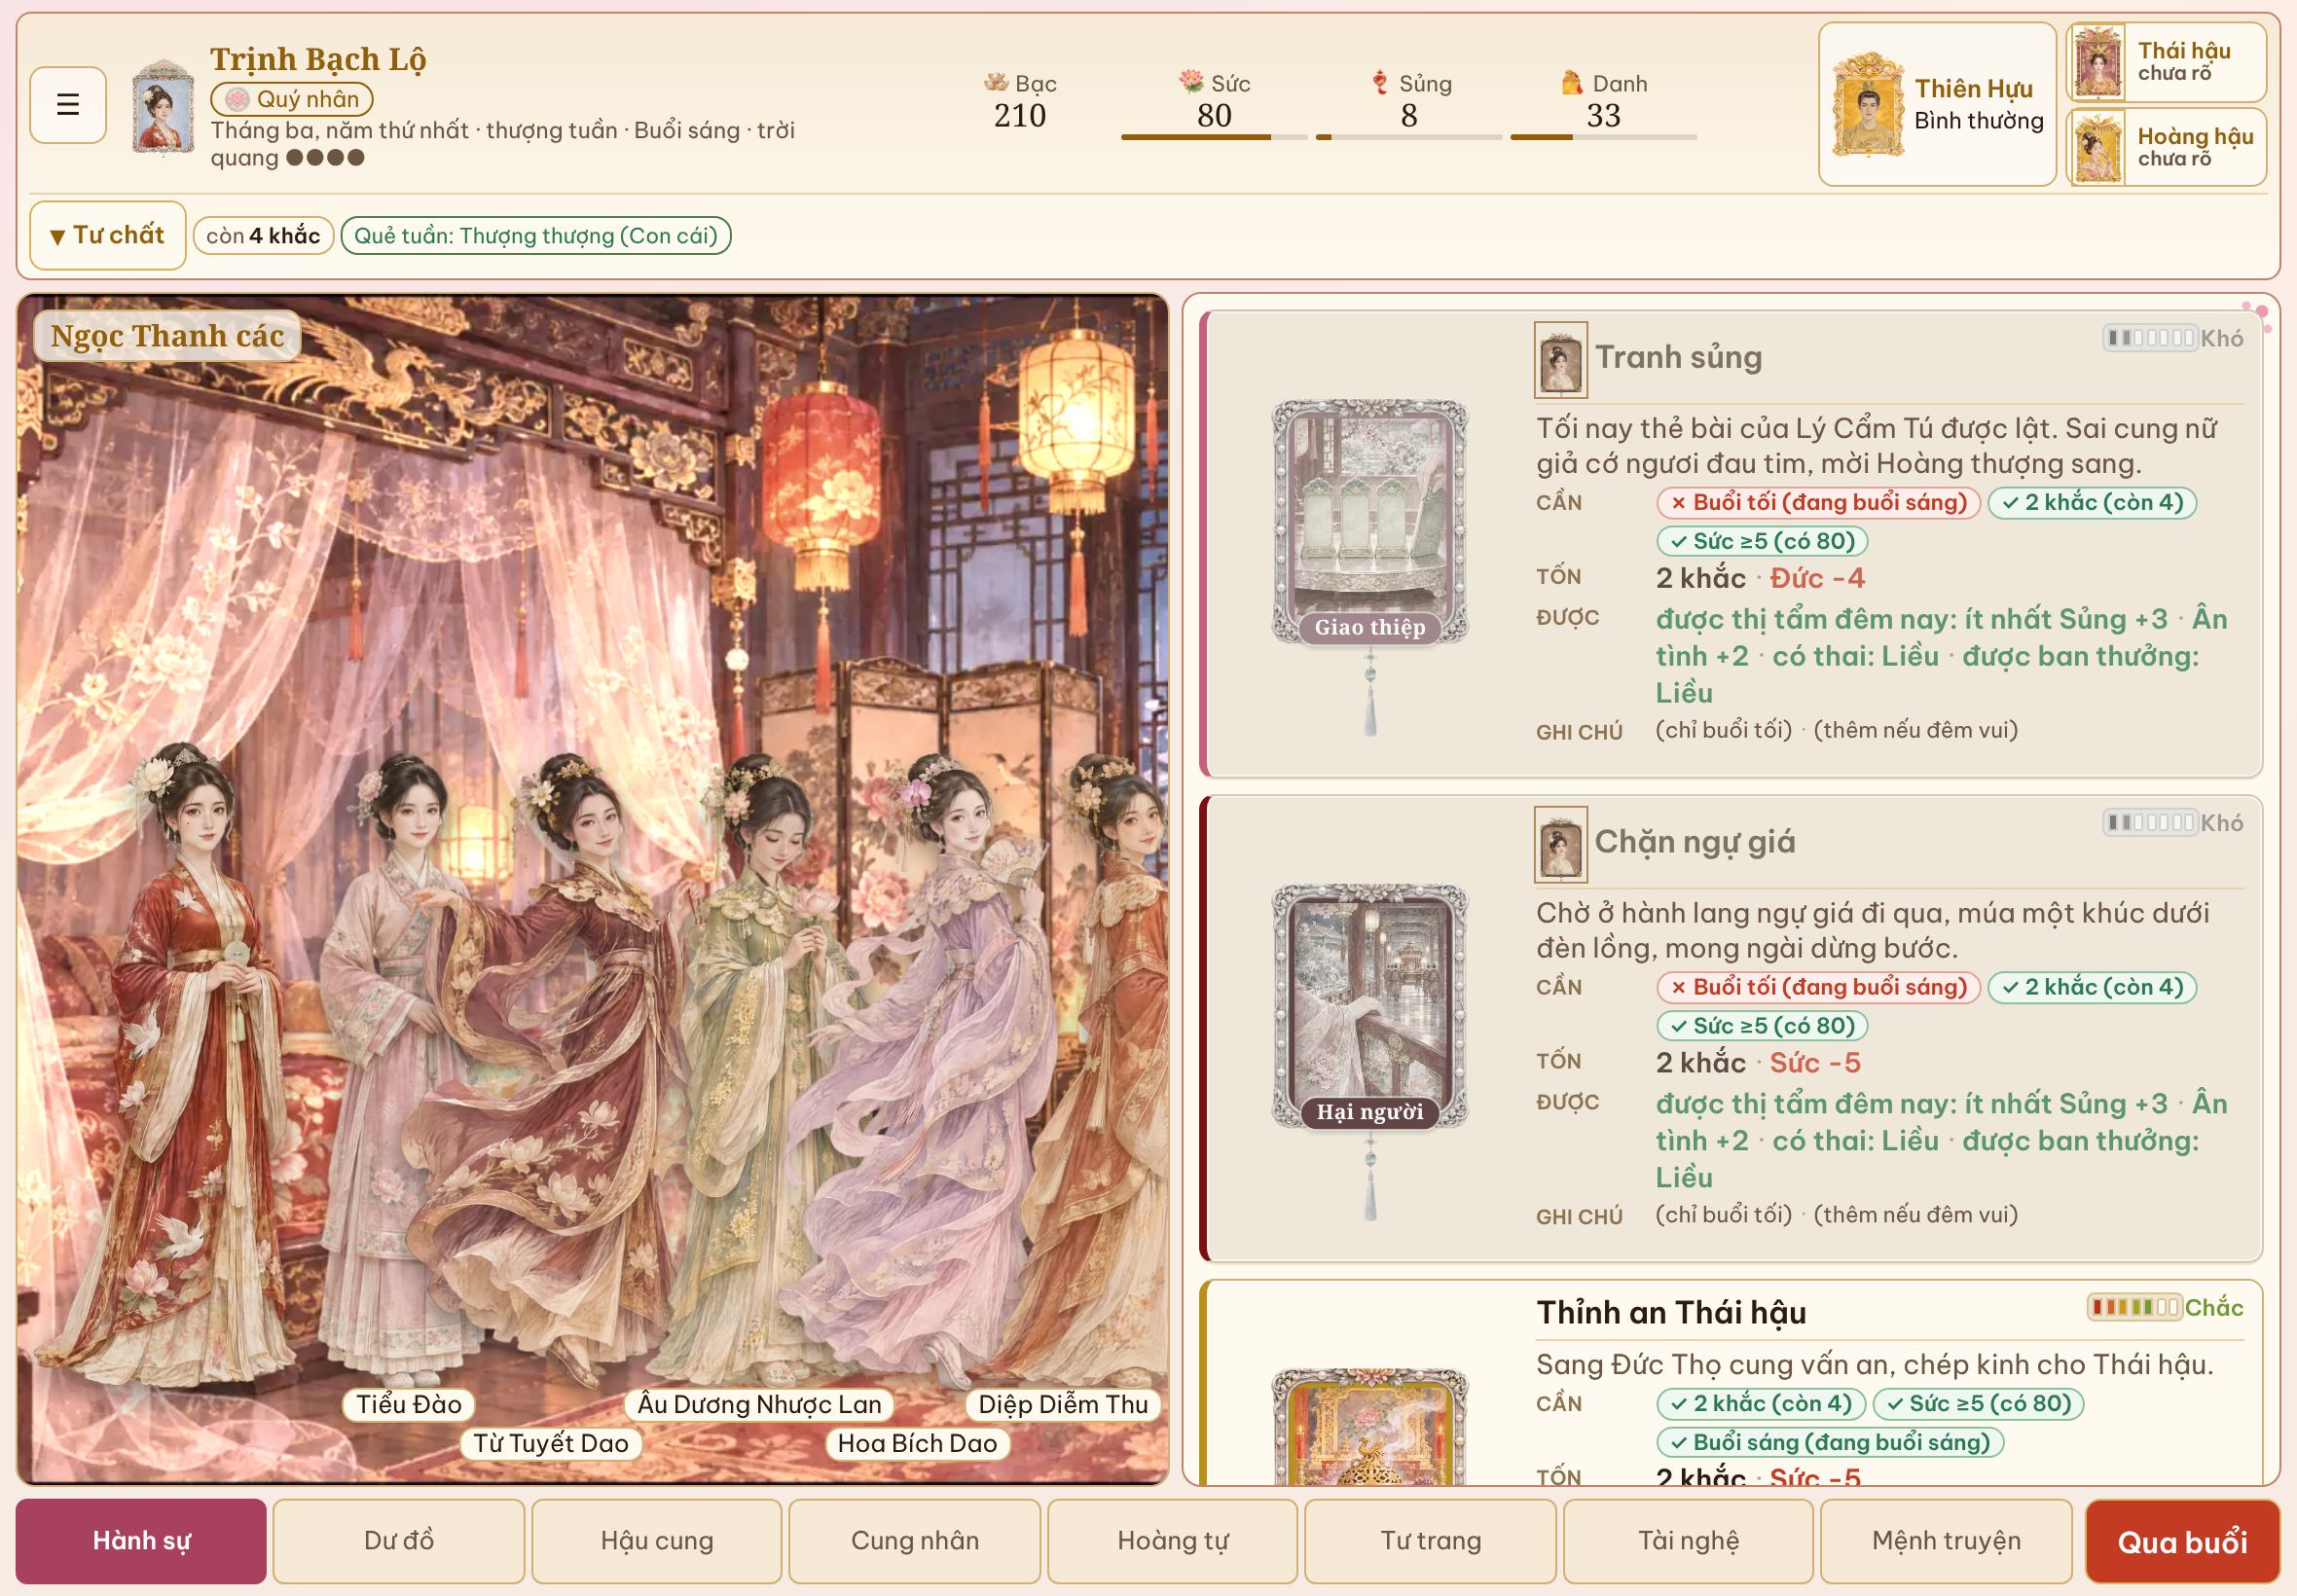 ☰
Trịnh Bạch Lộ
Quý nhân
Tháng ba, năm thứ nhất · thượng tuần · Buổi sáng · trời
quang ●●●●
Bạc
210
Sức
80
Sủng
8
Danh
33
Thiên Hựu
Bình thường
Thái hậu
chưa rõ
Hoàng hậu
chưa rõ
▼ Tư chất
còn 4 khắc
Quẻ tuần: Thượng thượng (Con cái)
Ngọc Thanh các
Tiểu Đào
Âu Dương Nhược Lan
Diệp Diễm Thu
Từ Tuyết Dao
Hoa Bích Dao
Giao thiệp
Tranh sủng
Khó
Tối nay thẻ bài của Lý Cẩm Tú được lật. Sai cung nữ
giả cớ ngươi đau tim, mời Hoàng thượng sang.
CẦN
× Buổi tối (đang buổi sáng)
✓ 2 khắc (còn 4)
✓ Sức ≥5 (có 80)
TỐN
2 khắc · Đức -4
ĐƯỢC
được thị tẩm đêm nay: ít nhất Sủng +3 · Ân
tình +2 · có thai: Liều · được ban thưởng:
Liều
GHI CHÚ
(chỉ buổi tối) · (thêm nếu đêm vui)
Hại người
Chặn ngự giá
Khó
Chờ ở hành lang ngự giá đi qua, múa một khúc dưới
đèn lồng, mong ngài dừng bước.
CẦN
× Buổi tối (đang buổi sáng)
✓ 2 khắc (còn 4)
✓ Sức ≥5 (có 80)
TỐN
2 khắc · Sức -5
ĐƯỢC
được thị tẩm đêm nay: ít nhất Sủng +3 · Ân
tình +2 · có thai: Liều · được ban thưởng:
Liều
GHI CHÚ
(chỉ buổi tối) · (thêm nếu đêm vui)
Thỉnh an Thái hậu
Chắc
Sang Đức Thọ cung vấn an, chép kinh cho Thái hậu.
CẦN
✓ 2 khắc (còn 4)
✓ Sức ≥5 (có 80)
✓ Buổi sáng (đang buổi sáng)
TỐN
2 khắc · Sức -5
Hành sự
Dư đồ
Hậu cung
Cung nhân
Hoàng tự
Tư trang
Tài nghệ
Mệnh truyện
Qua buổi